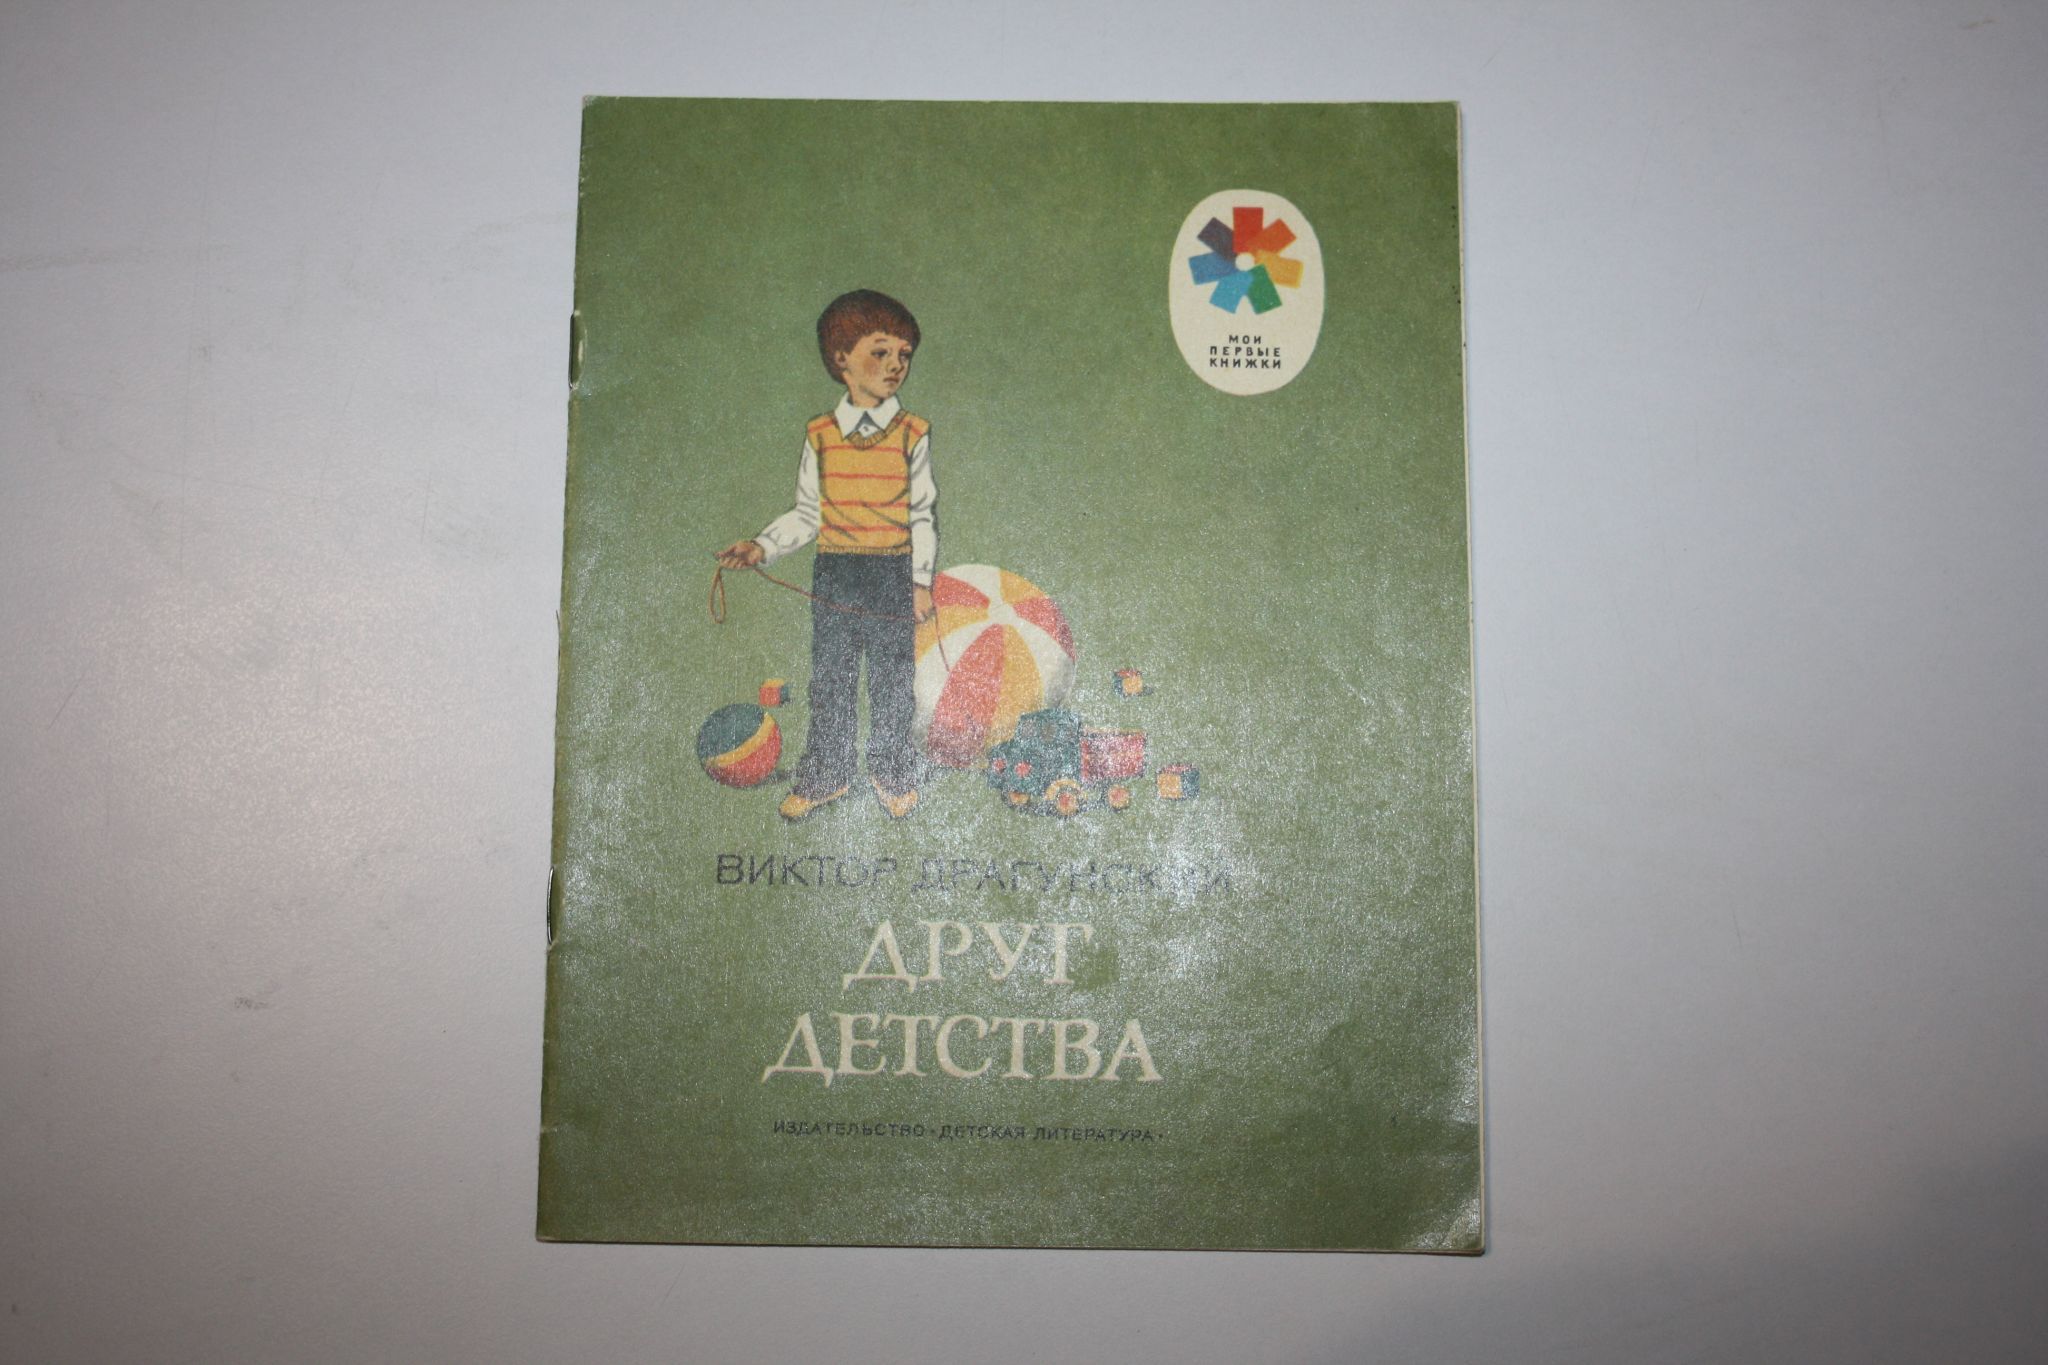 МОИ
ПЕРВЫЕ
КНИЖКИ
ВИКТОР ДРАГУНСКИЙ
ДРУГ
ДЕТСТВА
ИЗДАТЕЛЬСТВО «ДЕТСКАЯ ЛИТЕРАТУРА»